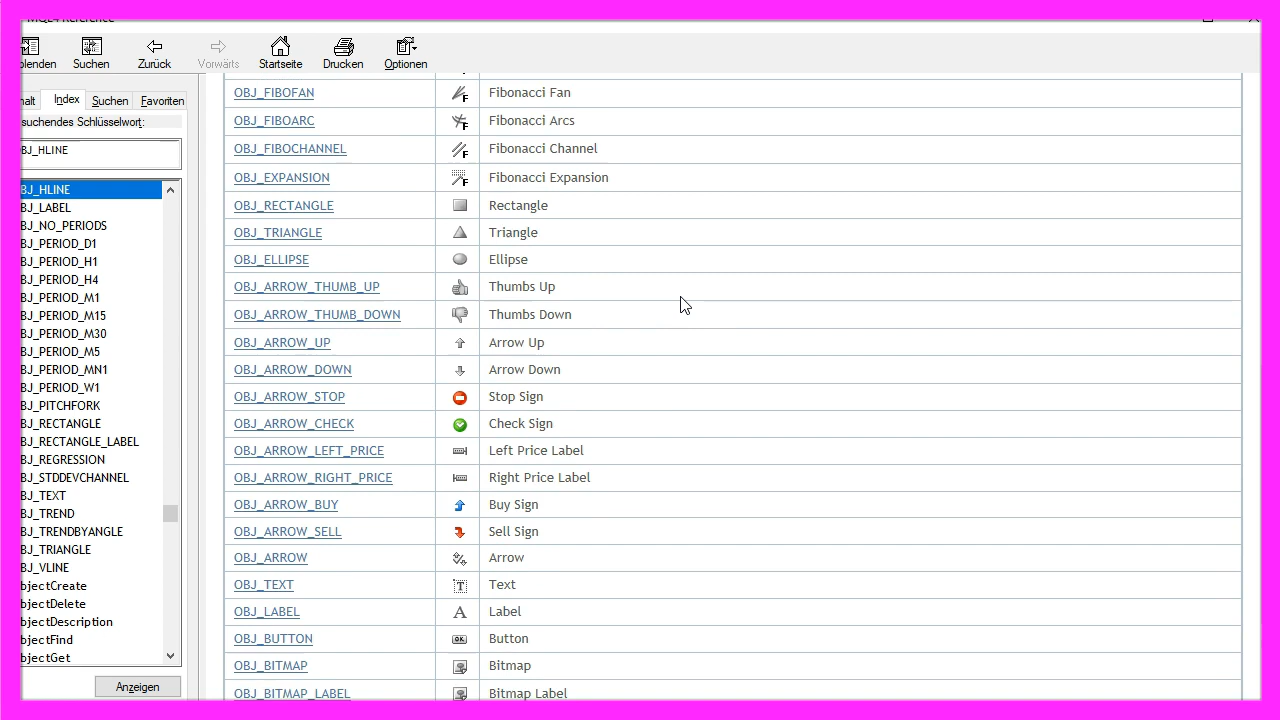 MQL4 Reference
blenden
Suchen
Zurück
Vorwärts
Startseite
Drucken
Optionen
halt
Index
Suchen
Favoriten
suchendes Schlüsselwort:
BJ_HLINE
BJ_HLINE
BJ_LABEL
BJ_NO_PERIODS
BJ_PERIOD_D1
BJ_PERIOD_H1
BJ_PERIOD_H4
BJ_PERIOD_M1
BJ_PERIOD_M15
BJ_PERIOD_M30
BJ_PERIOD_M5
BJ_PERIOD_MN1
BJ_PERIOD_W1
BJ_PITCHFORK
BJ_RECTANGLE
BJ_RECTANGLE_LABEL
BJ_REGRESSION
BJ_STDDEVCHANNEL
BJ_TEXT
BJ_TREND
BJ_TRENDBYANGLE
BJ_TRIANGLE
BJ_VLINE
bjectCreate
bjectDelete
bjectDescription
bjectFind
bjectGet
Anzeigen
OBJ_FIBOFAN Fibonacci Fan
OBJ_FIBOARC Fibonacci Arcs
OBJ_FIBOCHANNEL Fibonacci Channel
OBJ_EXPANSION Fibonacci Expansion
OBJ_RECTANGLE Rectangle
OBJ_TRIANGLE Triangle
OBJ_ELLIPSE Ellipse
OBJ_ARROW_THUMB_UP Thumbs Up
OBJ_ARROW_THUMB_DOWN Thumbs Down
OBJ_ARROW_UP Arrow Up
OBJ_ARROW_DOWN Arrow Down
OBJ_ARROW_STOP Stop Sign
OBJ_ARROW_CHECK Check Sign
OBJ_ARROW_LEFT_PRICE Left Price Label
OBJ_ARROW_RIGHT_PRICE Right Price Label
OBJ_ARROW_BUY Buy Sign
OBJ_ARROW_SELL Sell Sign
OBJ_ARROW Arrow
OBJ_TEXT Text
OBJ_LABEL Label
OBJ_BUTTON Button
OBJ_BITMAP Bitmap
OBJ_BITMAP_LABEL Bitmap Label